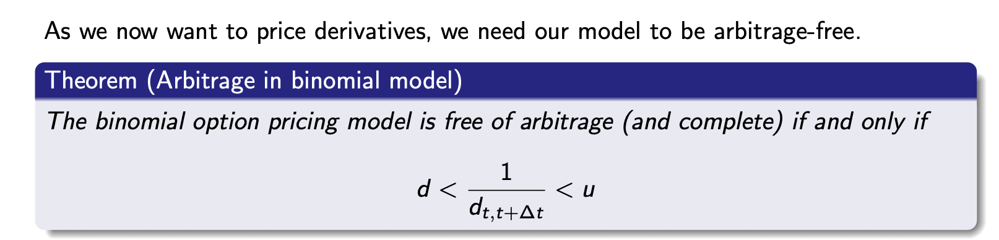 As we now want to price derivatives, we need our model to be arbitrage-free.
Theorem (Arbitrage in binomial model)
The binomial option pricing model is free of arbitrage (and complete) if and only if
d < \frac{1}{d_{t,t+\Delta t}} < u